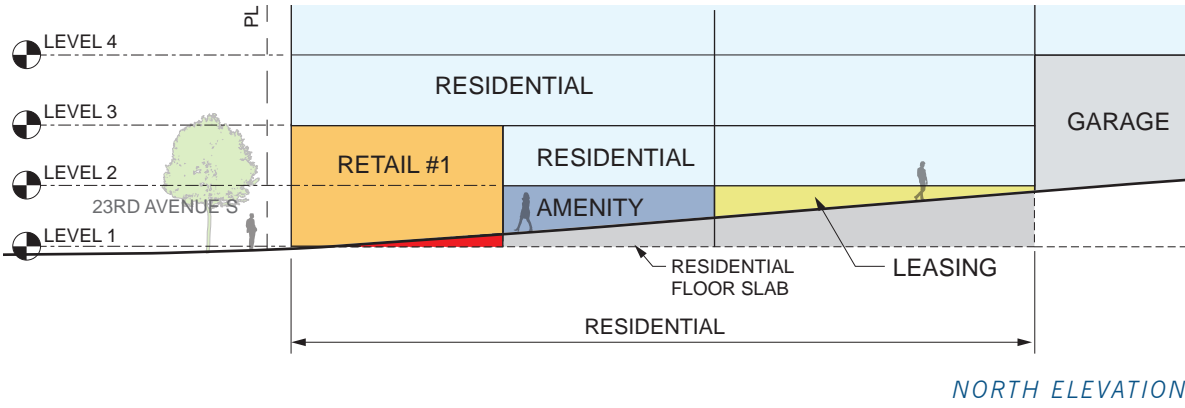 PL
LEVEL 4
RESIDENTIAL
LEVEL 3
GARAGE
RETAIL #1
RESIDENTIAL
LEVEL 2
23RD AVENUE S
AMENITY
LEVEL 1
RESIDENTIAL
FLOOR SLAB
LEASING
RESIDENTIAL
NORTH ELEVATION